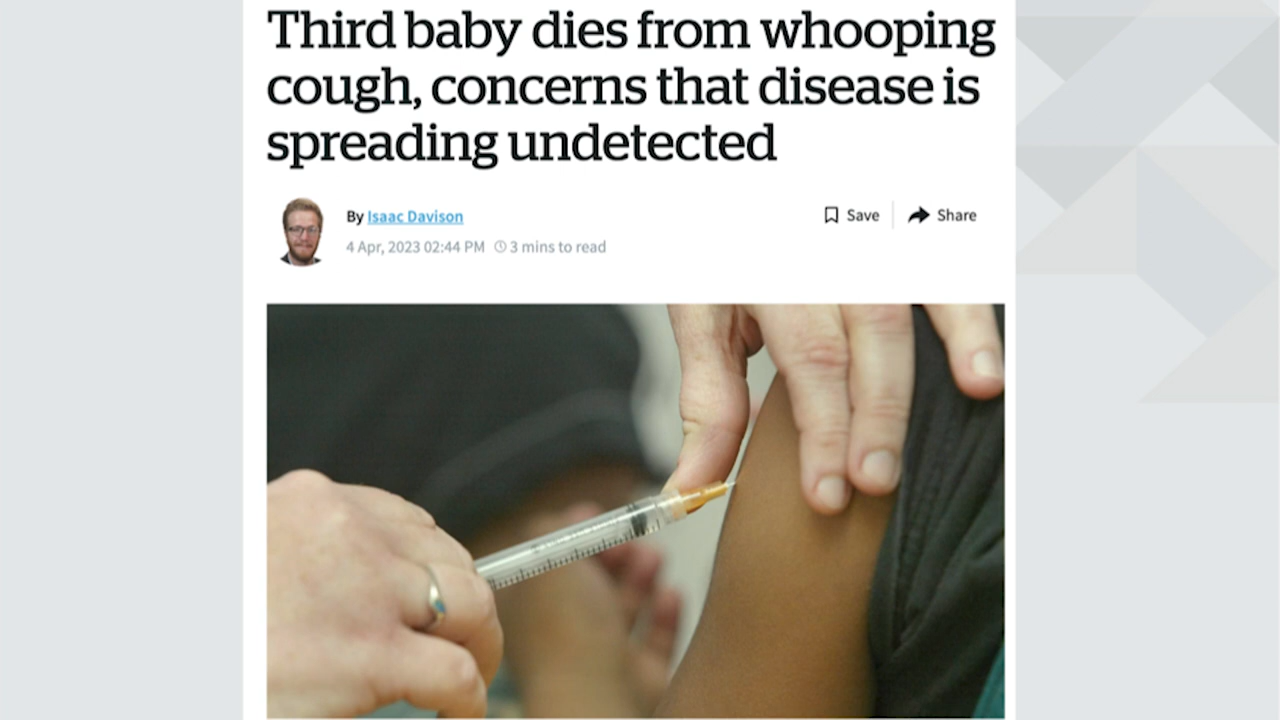 Third baby dies from whooping
cough, concerns that disease is
spreading undetected
By Isaac Davison
Save
Share
4 Apr, 2023 02:44 PM
3 mins to read